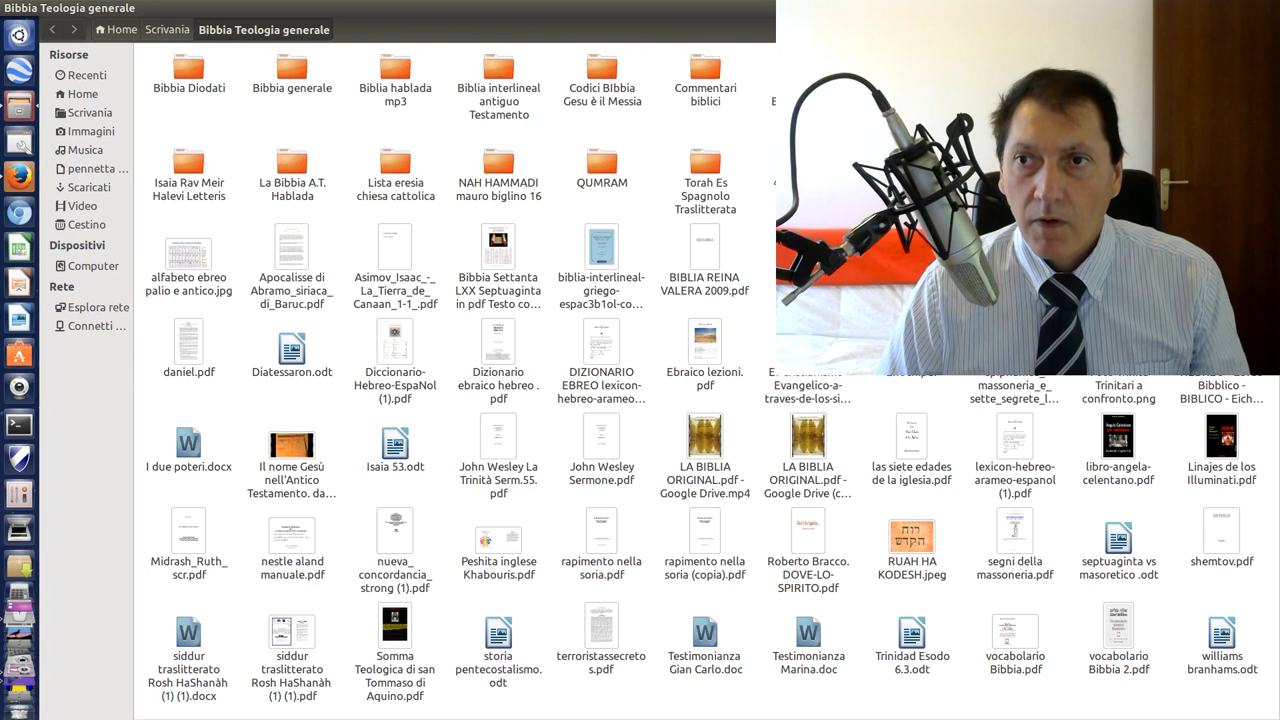 Bibbia Teologia generale
Home
Scrivania
Bibbia Teologia generale
Risorse
Recenti
Home
Scrivania
Immagini
Musica
pennetta ...
Scaricati
Video
Cestino
Dispositivi
Computer
Rete
Esplora rete
Connetti ...
Bibbia Diodati
Bibbia generale
Biblia hablada
mp3
Biblia interlineal
antiguo
Testamento
Codici BIbbia
Gesu è il Messia
Commentari
biblici
Isaia Rav Meir
Halevi Letteris
La Bibbia A.T.
Hablada
Lista eresia
chiesa cattolica
NAH HAMMADI
mauro biglino 16
QUMRAM
Torah Es
Spagnolo
Traslitterata
alfabeto ebreo
palio e antico.jpg
Apocalisse di
Abramo_siriaca_
di_Baruc.pdf
Asimov_Isaac_-_
La_Tierra_de_
Canaan_1-1_.pdf
Bibbia Settanta
LXX Septuaginta
in pdf Testo co...
biblia-interlineal-
griego-
espac3b1ol-co...
BIBLIA REINA
VALERA 2009.pdf
daniel.pdf
Diatessaron.odt
Diccionario-
Hebreo-EspaNol
(1).pdf
Dizionario
ebraico hebreo .
pdf
DIZIONARIO
EBREO lexicon-
hebreo-arameo...
Ebraico lezioni.
pdf
Evangelico-a-
traves-de-los-si...
massoneria_e_
sette_segrete_l...
Trinitari a
confronto.png
Bibblico -
BIBLICO - Eich...
I due poteri.docx
Il nome Gesù
nell'Antico
Testamento. da...
Isaia 53.odt
John Wesley La
Trinità Serm.55.
pdf
John Wesley
Sermone.pdf
LA BIBLIA
ORIGINAL.pdf -
Google Drive.mp4
LA BIBLIA
ORIGINAL.pdf -
Google Drive (c...
las siete edades
de la iglesia.pdf
lexicon-hebreo-
arameo-espanol
(1).pdf
libro-angela-
celentano.pdf
Linajes de los
Illuminati.pdf
Midrash_Ruth_
scr.pdf
nestle aland
manuale.pdf
nueva_-_
concordancia_
strong (1).pdf
Peshita inglese
Khabouris.pdf
rapimento nella
soria.pdf
rapimento nella
soria (copia).pdf
Roberto Bracco.
DOVE-LO-
SPIRITO.pdf
רוח
הקדש
RUAH HA
KODESH.jpeg
segni della
massoneria.pdf
septuaginta vs
masoretico .odt
shemtov.pdf
siddur
traslitterato
Rosh HaShanàh
(1) (1).docx
siddur
traslitterato
Rosh HaShanàh
(1) (1).pdf
Somma
Teologica di san
Tommaso di
Aquino.pdf
storia
pentecostalismo.
odt
terroristassecreto
s.pdf
Testimonianza
Gian Carlo.doc
Testimonianza
Marina.doc
Trinidad Esodo
6.3.odt
vocabolario
Bibbia.pdf
vocabolario
Bibbia 2.pdf
williams
branhams.odt